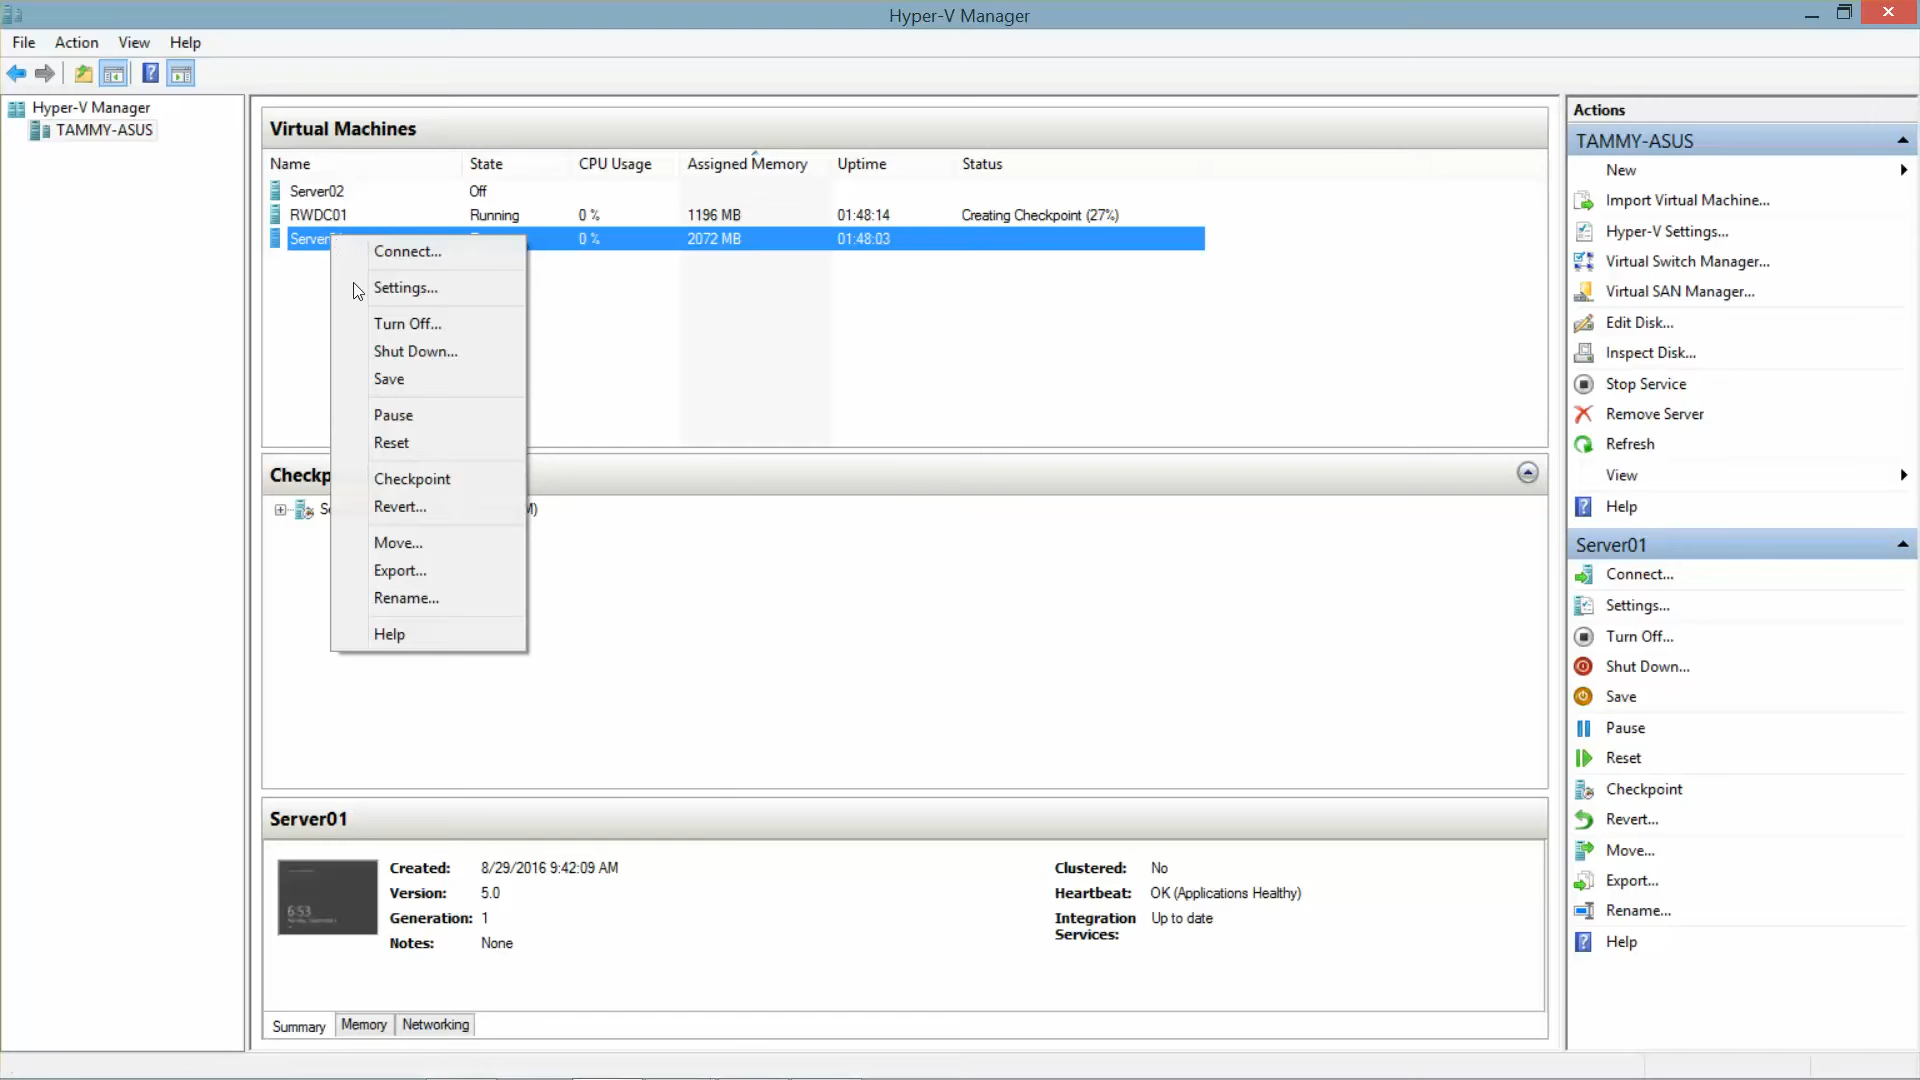 Hyper-V Manager
File Action View Help
Hyper-V Manager
TAMMY-ASUS
Virtual Machines
Name State CPU Usage Assigned Memory Uptime Status
Server02 Off
RWDC01 Running 0 % 1196 MB 01:48:14 Creating Checkpoint (27%)
Server 0 % 2072 MB 01:48:03
Connect...
Settings...
Turn Off...
Shut Down...
Save
Pause
Reset
Checkpoint
Revert...
Move...
Export...
Rename...
Help
Checkp
Se M)
Server01
6:53
Created: 8/29/2016 9:42:09 AM
Version: 5.0
Generation: 1
Notes: None
Clustered: No
Heartbeat: OK (Applications Healthy)
Integration Services: Up to date
Summary Memory Networking
Actions
TAMMY-ASUS
New
Import Virtual Machine...
Hyper-V Settings...
Virtual Switch Manager...
Virtual SAN Manager...
Edit Disk...
Inspect Disk...
Stop Service
Remove Server
Refresh
View
Help
Server01
Connect...
Settings...
Turn Off...
Shut Down...
Save
Pause
Reset
Checkpoint
Revert...
Move...
Export...
Rename...
Help